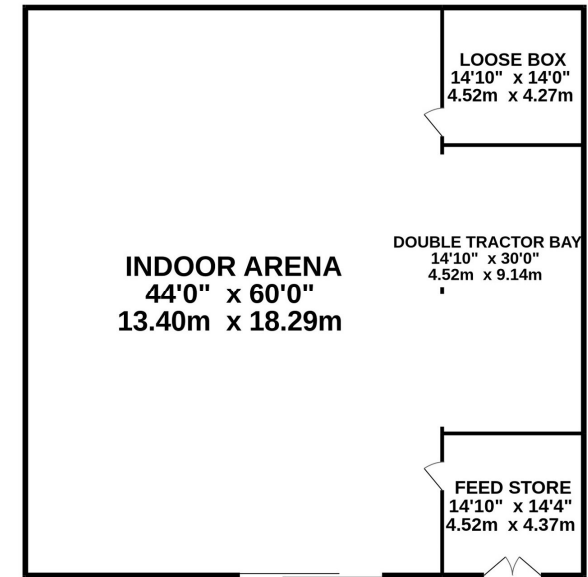 LOOSE BOX
14'10"  x 14'0"
4.52m  x 4.27m
DOUBLE TRACTOR BAY
14'10"  x 30'0"
4.52m  x 9.14m
INDOOR ARENA
44'0"  x 60'0"
13.40m  x 18.29m
FEED STORE
14'10"  x 14'4"
4.52m  x 4.37m